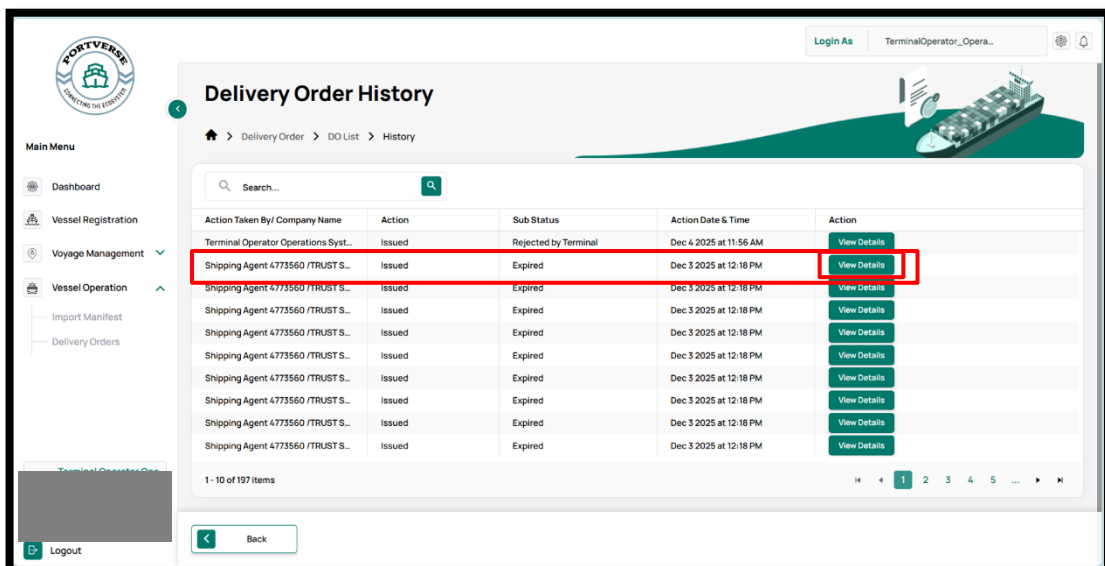 PORTVERSE
CONNECTING THE ECOSYSTEM
Login As TerminalOperator_Opera...
Delivery Order History
> Delivery Order > DO List > History
Main Menu
Dashboard
Vessel Registration
Voyage Management
Vessel Operation
Import Manifest
Delivery Orders
Search...
Action Taken By/ Company Name Action Sub Status Action Date & Time Action
Terminal Operator Operations Syst... Issued Rejected by Terminal Dec 4 2025 at 11:56 AM View Details
Shipping Agent 4773560 /TRUST S... Issued Expired Dec 3 2025 at 12:18 PM View Details
Shipping Agent 4773560 /TRUST S... Issued Expired Dec 3 2025 at 12:18 PM View Details
Shipping Agent 4773560 /TRUST S... Issued Expired Dec 3 2025 at 12:18 PM View Details
Shipping Agent 4773560 /TRUST S... Issued Expired Dec 3 2025 at 12:18 PM View Details
Shipping Agent 4773560 /TRUST S... Issued Expired Dec 3 2025 at 12:18 PM View Details
Shipping Agent 4773560 /TRUST S... Issued Expired Dec 3 2025 at 12:18 PM View Details
Shipping Agent 4773560 /TRUST S... Issued Expired Dec 3 2025 at 12:18 PM View Details
Shipping Agent 4773560 /TRUST S... Issued Expired Dec 3 2025 at 12:18 PM View Details
Shipping Agent 4773560 /TRUST S... Issued Expired Dec 3 2025 at 12:18 PM View Details
Terminal Operator Ope
1 - 10 of 197 items 1 2 3 4 5 ...
Back
Logout